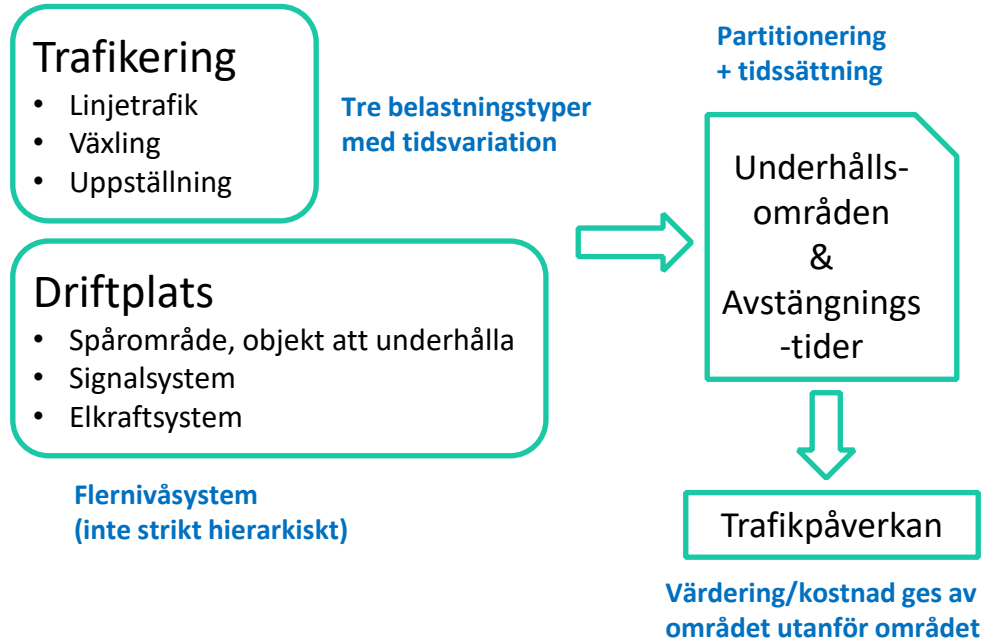 Trafikering
• Linjetrafik
• Växling
• Uppställning
Tre belastningstyper
med tidsvariation
Driftplats
• Spårområde, objekt att underhålla
• Signalsystem
• Elkraftsystem
Flernivåsystem
(inte strikt hierarkiskt)
Partitionering
+ tidssättning
Underhålls-
områden
&
Avstängnings
-tider
Trafikpåverkan
Värdering/kostnad ges av
området utanför området